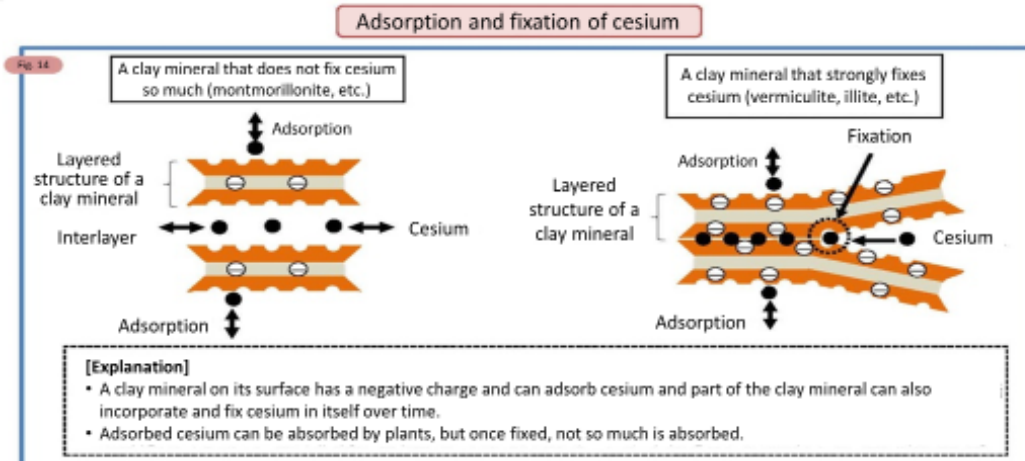 Adsorption and fixation of cesium
Fig. 14
A clay mineral that does not fix cesium
so much (montmorillonite, etc.)
Adsorption
Layered
structure of a
clay mineral
Interlayer
Cesium
Adsorption
A clay mineral that strongly fixes
cesium (vermiculite, illite, etc.)
Fixation
Adsorption
Layered
structure of a
clay mineral
Cesium
Adsorption
[Explanation]
• A clay mineral on its surface has a negative charge and can adsorb cesium and part of the clay mineral can also
incorporate and fix cesium in itself over time.
• Adsorbed cesium can be absorbed by plants, but once fixed, not so much is absorbed.